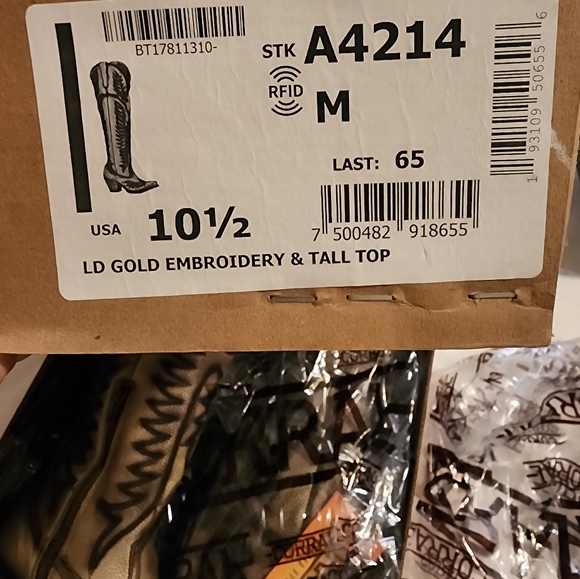 BT17811310-
STK A4214
RFID
M
LAST: 65
1 93109 50655 6
USA 10½
7 500482 918655
LD GOLD EMBROIDERY & TALL TOP